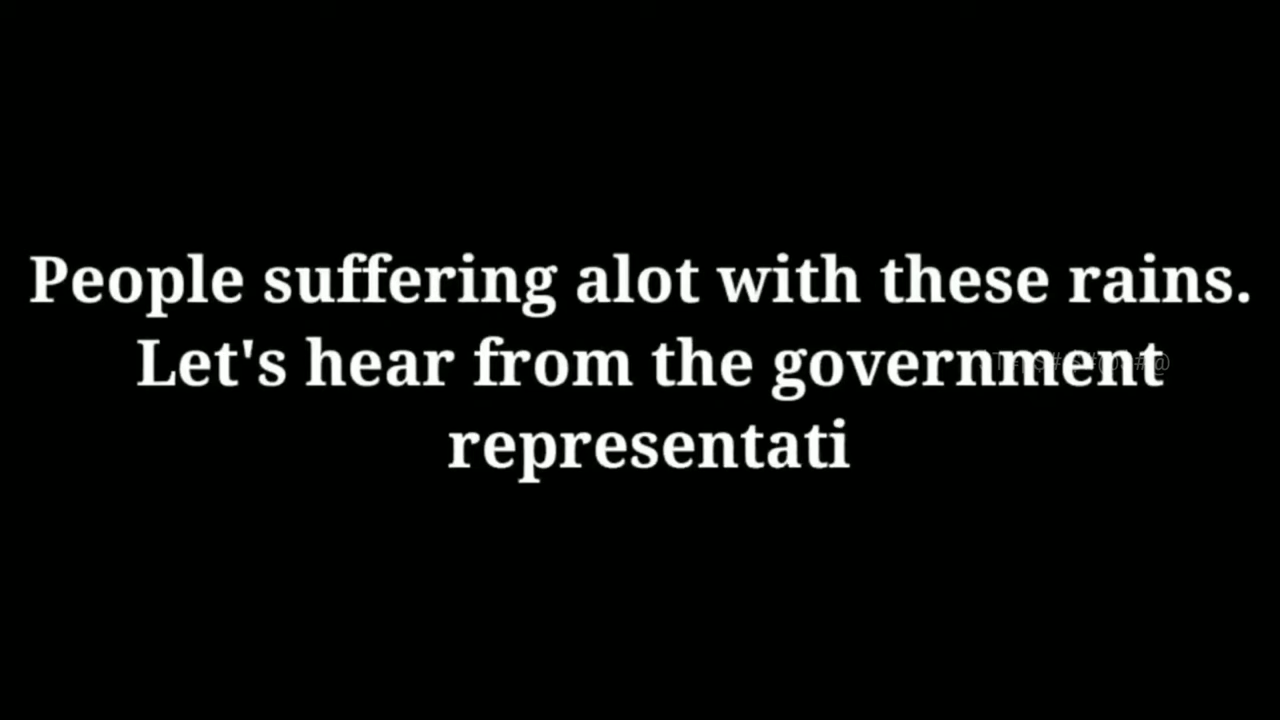 People suffering alot with these rains.
Let's hear from the government
representati